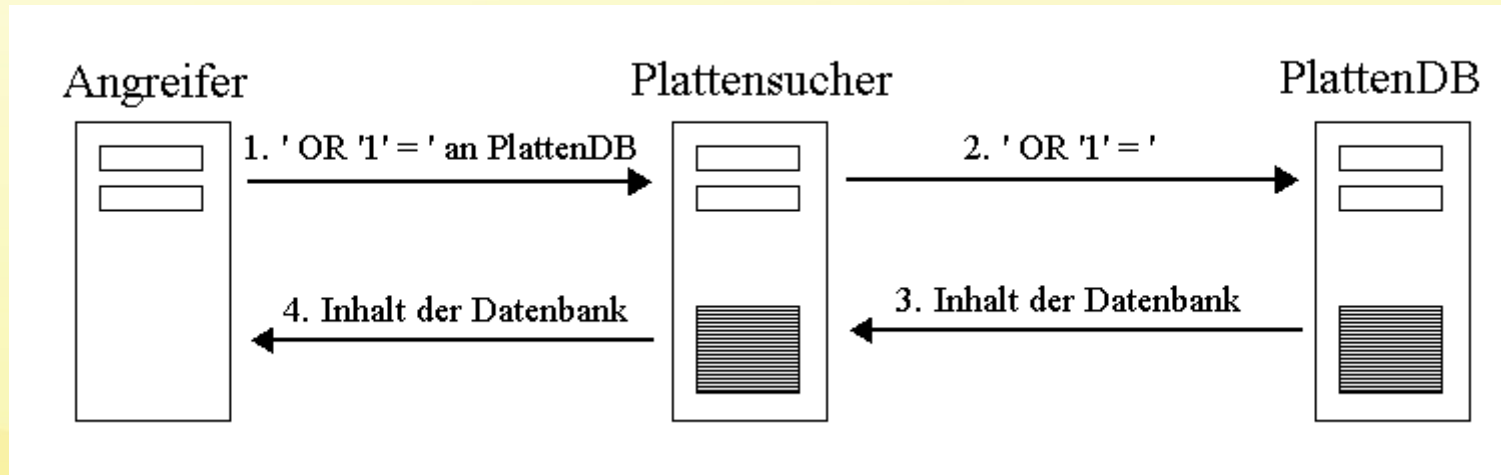 Angreifer
Plattensucher
PlattenDB
1. ' OR '1' = ' an PlattenDB
2. ' OR '1' = '
3. Inhalt der Datenbank
4. Inhalt der Datenbank